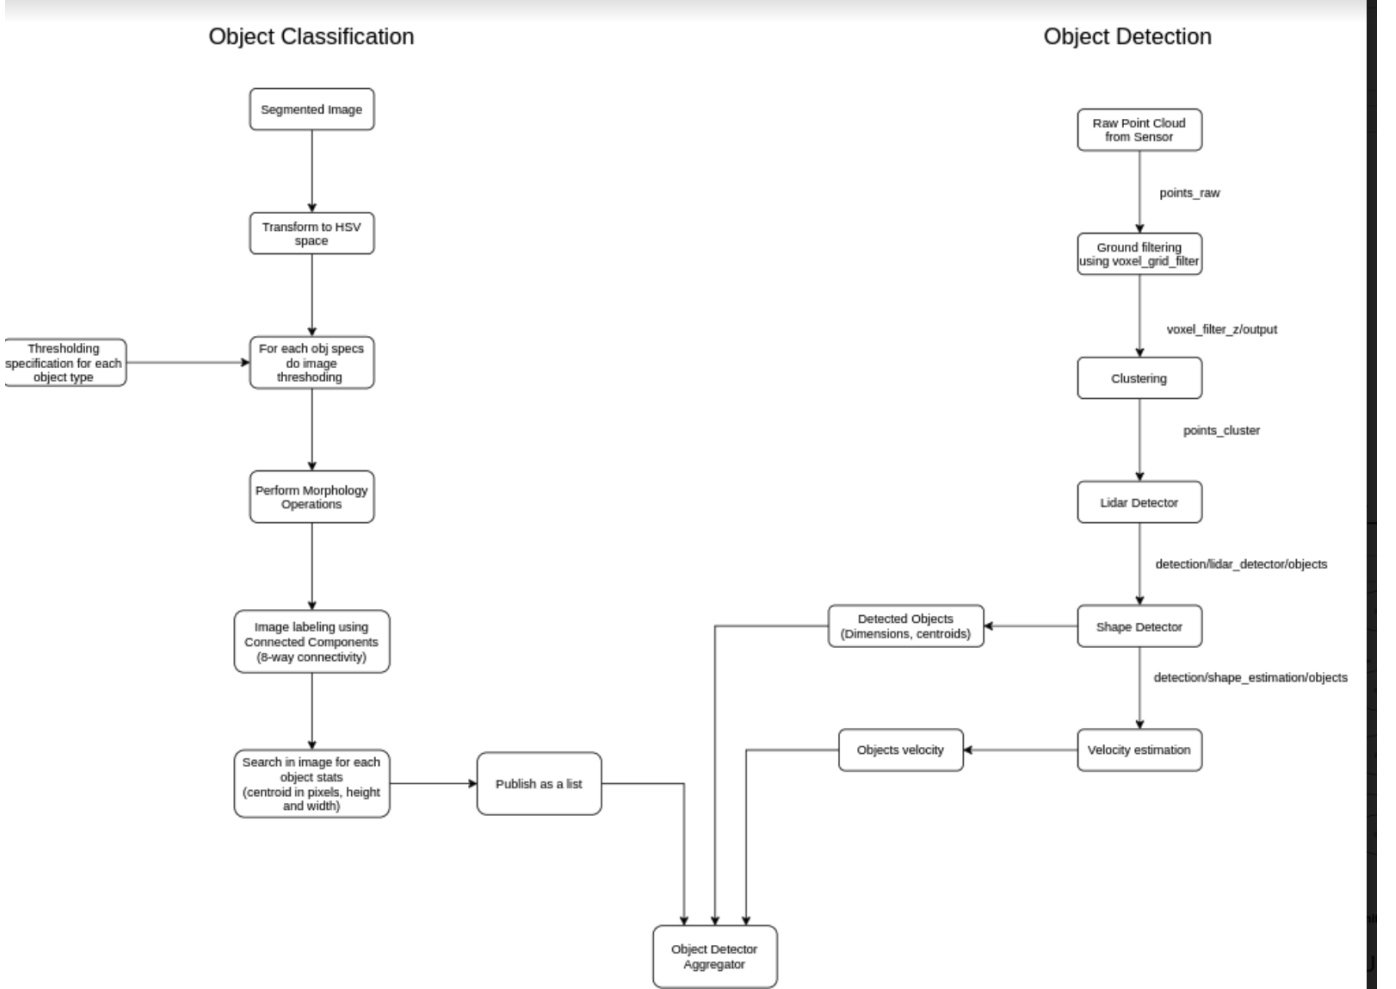 Object Classification
Segmented Image
Transform to HSV
space
Thresholding
specification for each
object type
For each obj specs
do image
threshoding
Perform Morphology
Operations
Image labeling using
Connected Components
(8-way connectivity)
Search in image for each
object stats
(centroid in pixels, height
and width)
Publish as a list
Object Detection
Raw Point Cloud
from Sensor
points_raw
Ground filtering
using voxel_grid_filter
voxel_filter_z/output
Clustering
points_cluster
Lidar Detector
detection/lidar_detector/objects
Shape Detector
Detected Objects
(Dimensions, centroids)
detection/shape_estimation/objects
Velocity estimation
Objects velocity
Object Detector
Aggregator